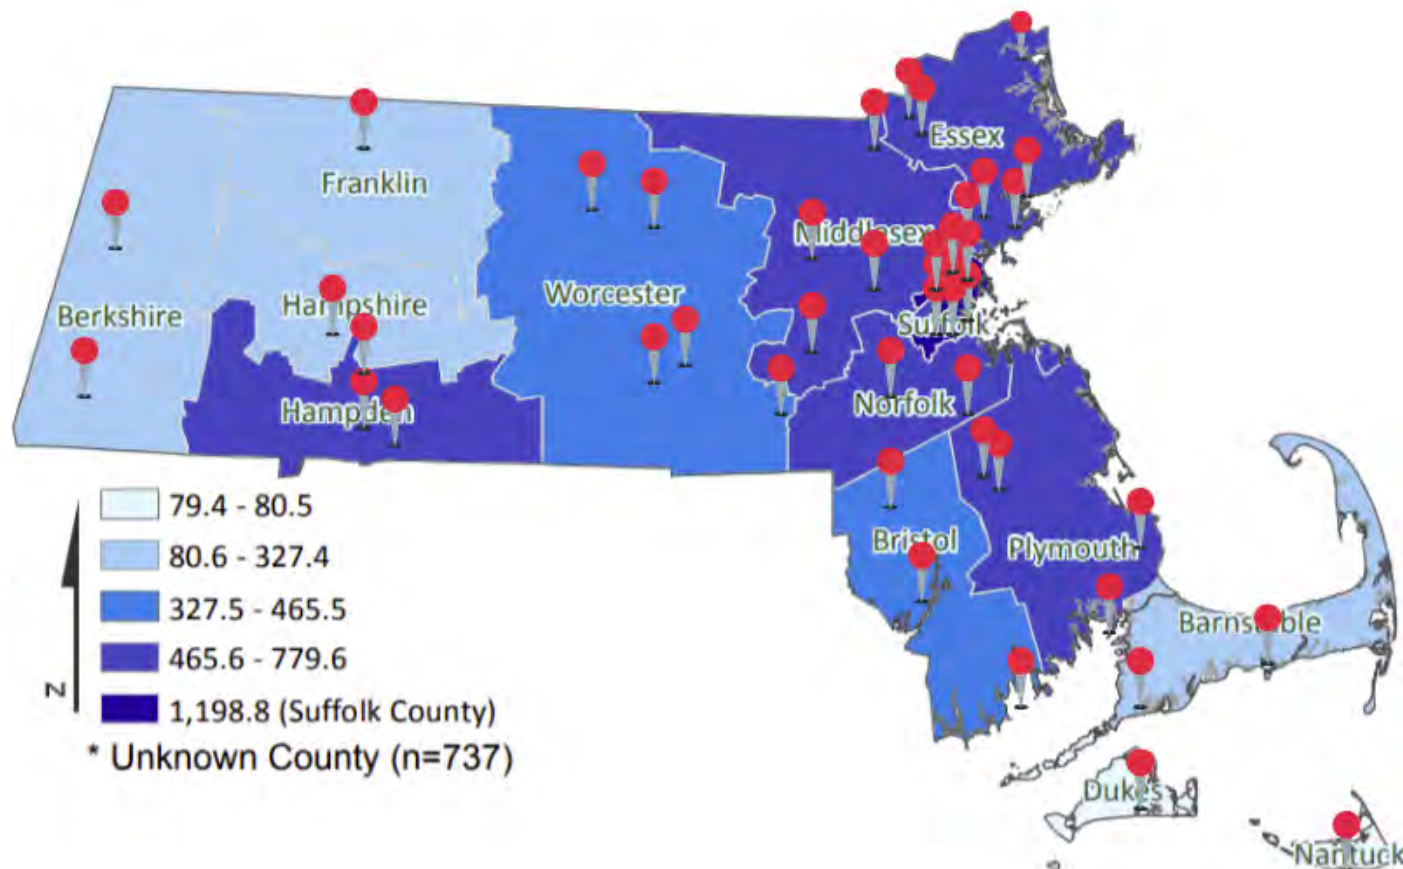 Essex
Franklin
Middlesex
Hampshire
Worcester
Berkshire
Suffolk
Norfolk
Hampden
Bristol
Plymouth
Barnstable
Dukes
Nantuck
79.4 - 80.5
80.6 - 327.4
327.5 - 465.5
465.6 - 779.6
1,198.8 (Suffolk County)
N
* Unknown County (n=737)